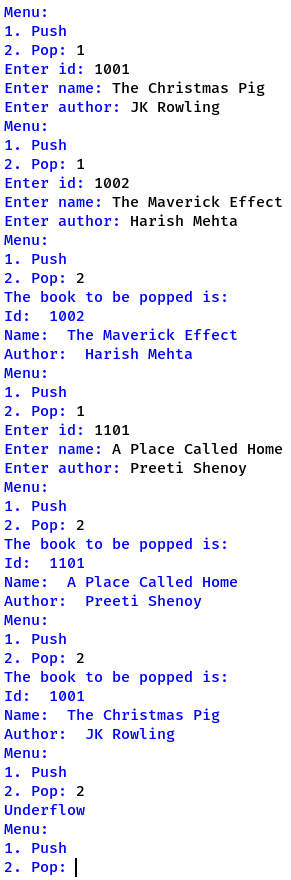 Menu:
1. Push
2. Pop: 1
Enter id: 1001
Enter name: The Christmas Pig
Enter author: JK Rowling
Menu:
1. Push
2. Pop: 1
Enter id: 1002
Enter name: The Maverick Effect
Enter author: Harish Mehta
Menu:
1. Push
2. Pop: 2
The book to be popped is:
Id:  1002
Name:  The Maverick Effect
Author:  Harish Mehta
Menu:
1. Push
2. Pop: 1
Enter id: 1101
Enter name: A Place Called Home
Enter author: Preeti Shenoy
Menu:
1. Push
2. Pop: 2
The book to be popped is:
Id:  1101
Name:  A Place Called Home
Author:  Preeti Shenoy
Menu:
1. Push
2. Pop: 2
The book to be popped is:
Id:  1001
Name:  The Christmas Pig
Author:  JK Rowling
Menu:
1. Push
2. Pop: 2
Underflow
Menu:
1. Push
2. Pop: